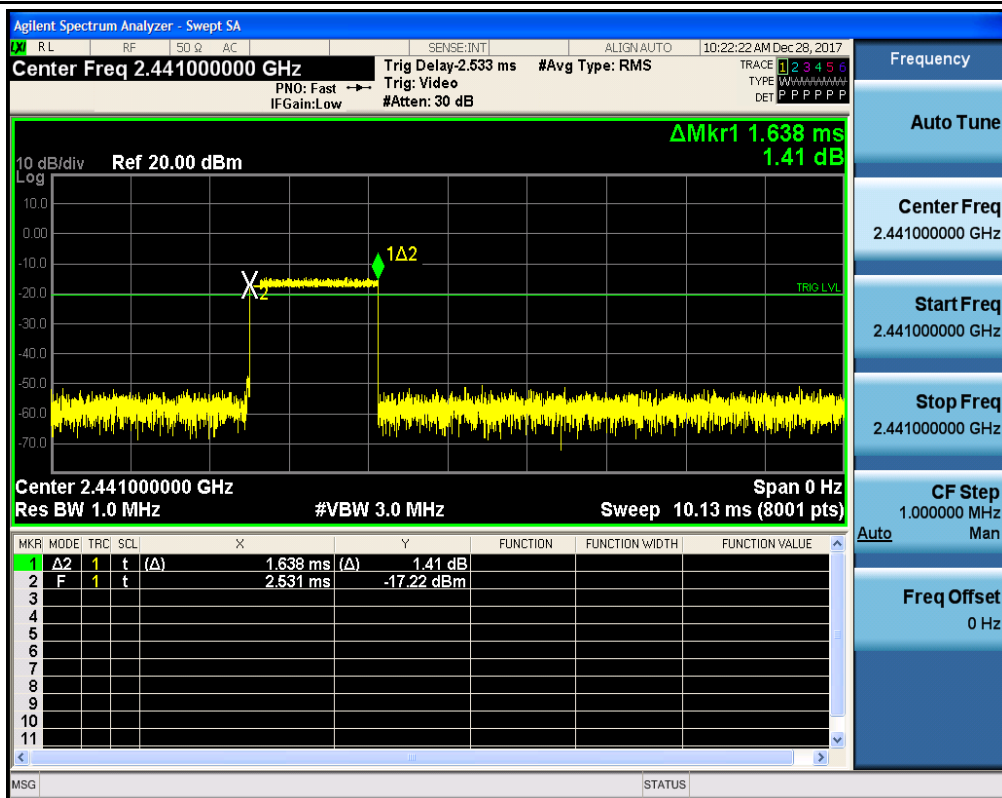 Agilent Spectrum Analyzer - Swept SA
LXI RL RF 50 Ω AC SENSE:INT ALIGN AUTO 10:22:22 AM Dec 28, 2017
Center Freq 2.441000000 GHz
PNO: Fast
IFGain:Low
Trig Delay-2.533 ms
Trig: Video
#Atten: 30 dB
#Avg Type: RMS
TRACE 1 2 3 4 5 6
TYPE
DET P P P P P P
ΔMkr1 1.638 ms
1.41 dB
10 dB/div Ref 20.00 dBm
Log
10.0
0.00
-10.0
-20.0
-30.0
-40.0
-50.0
-60.0
-70.0
1Δ2
2
TRIG LVL
Center 2.441000000 GHz Span 0 Hz
Res BW 1.0 MHz #VBW 3.0 MHz Sweep 10.13 ms (8001 pts)
MKR MODE TRC SCL X Y FUNCTION FUNCTION WIDTH FUNCTION VALUE
1 Δ2 1 t (Δ) 1.638 ms (Δ) 1.41 dB
2 F 1 t 2.531 ms -17.22 dBm
3
4
5
6
7
8
9
10
11
MSG STATUS
Frequency
Auto Tune
Center Freq
2.441000000 GHz
Start Freq
2.441000000 GHz
Stop Freq
2.441000000 GHz
CF Step
1.000000 MHz
Auto Man
Freq Offset
0 Hz